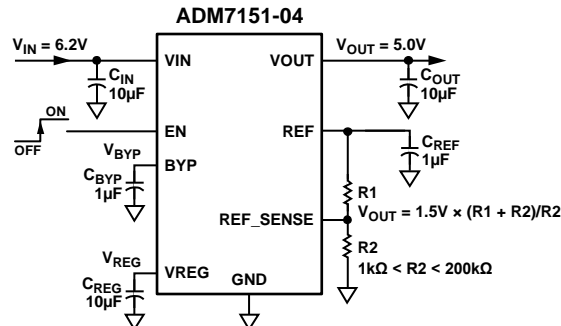 ADM7151-04
VIN = 6.2V
VIN
VOUT
VOUT = 5.0V
CIN
10µF
COUT
10µF
ON
OFF
EN
REF
CREF
1µF
VBYP
BYP
CBYP
1µF
R1
REF_SENSE
VOUT = 1.5V × (R1 + R2)/R2
R2
1kΩ < R2 < 200kΩ
VREG
VREG
GND
CREG
10µF